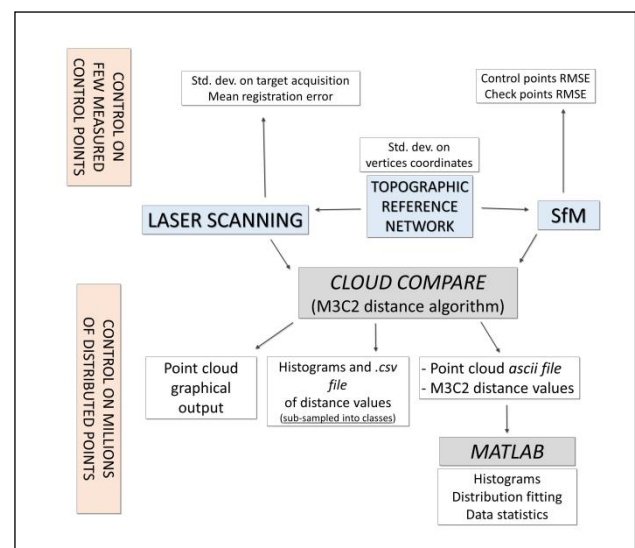 CONTROL ON
FEW MEASURED
CONTROL POINTS
Std. dev. on target acquisition
Mean registration error
Control points RMSE
Check points RMSE
Std. dev. on
vertices coordinates
TOPOGRAPHIC
REFERENCE
NETWORK
LASER SCANNING
SfM
CLOUD COMPARE
(M3C2 distance algorithm)
CONTROL ON MILLIONS
OF DISTRIBUTED POINTS
Point cloud
graphical
output
Histograms and .csv
file
of distance values
(sub-sampled into classes)
- Point cloud ascii file
- M3C2 distance values
MATLAB
Histograms
Distribution fitting
Data statistics